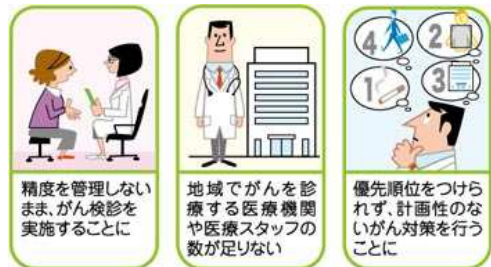 精度を管理しない
まま、がん検診を
実施することに
地域でがんを診
療する医療機関
や医療スタッフの
数が足りない
4
2
1
3
優先順位をつけら
れず、計画性のな
いがん対策を行う
ことに